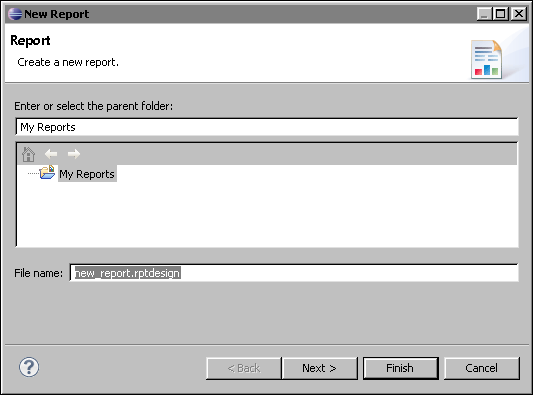 New Report
Report
Create a new report.
Enter or select the parent folder:
My Reports
My Reports
File name: new_report.rptdesign
? < Back Next > Finish Cancel